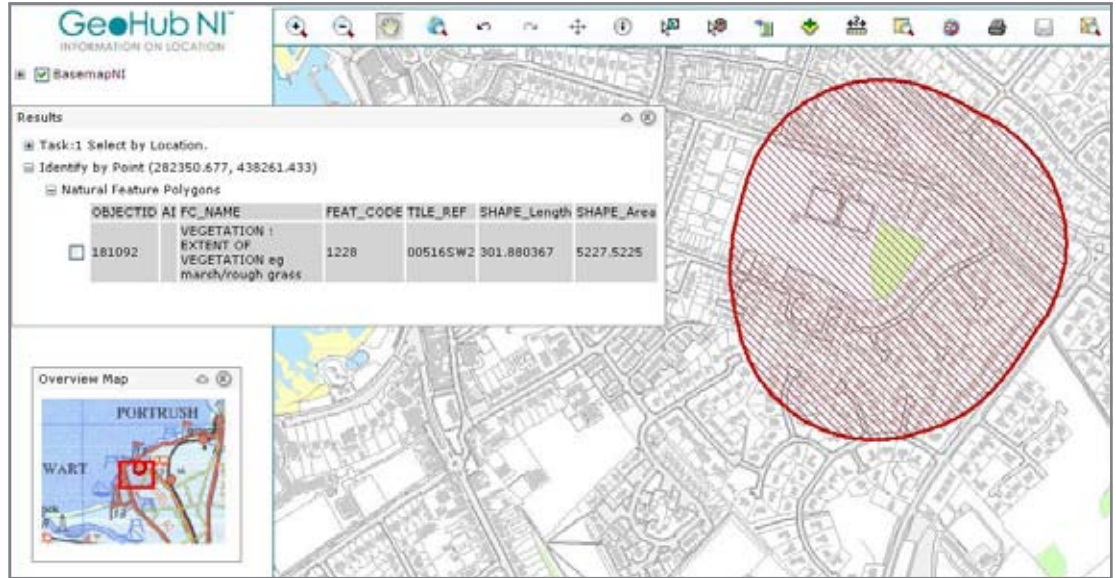 GeoHub NI™
INFORMATION ON LOCATION
BasemapNI
Results
Task:1 Select by Location.
Identify by Point (282350.677, 438261.433)
Natural Feature Polygons
OBJECTID AI FC_NAME FEAT_CODE TILE_REF SHAPE_Length SHAPE_Area
181092 VEGETATION : EXTENT OF VEGETATION eg marsh/rough grass 1228 00516SW2 301.880367 5227.5225
Overview Map
PORTRUSH
WART